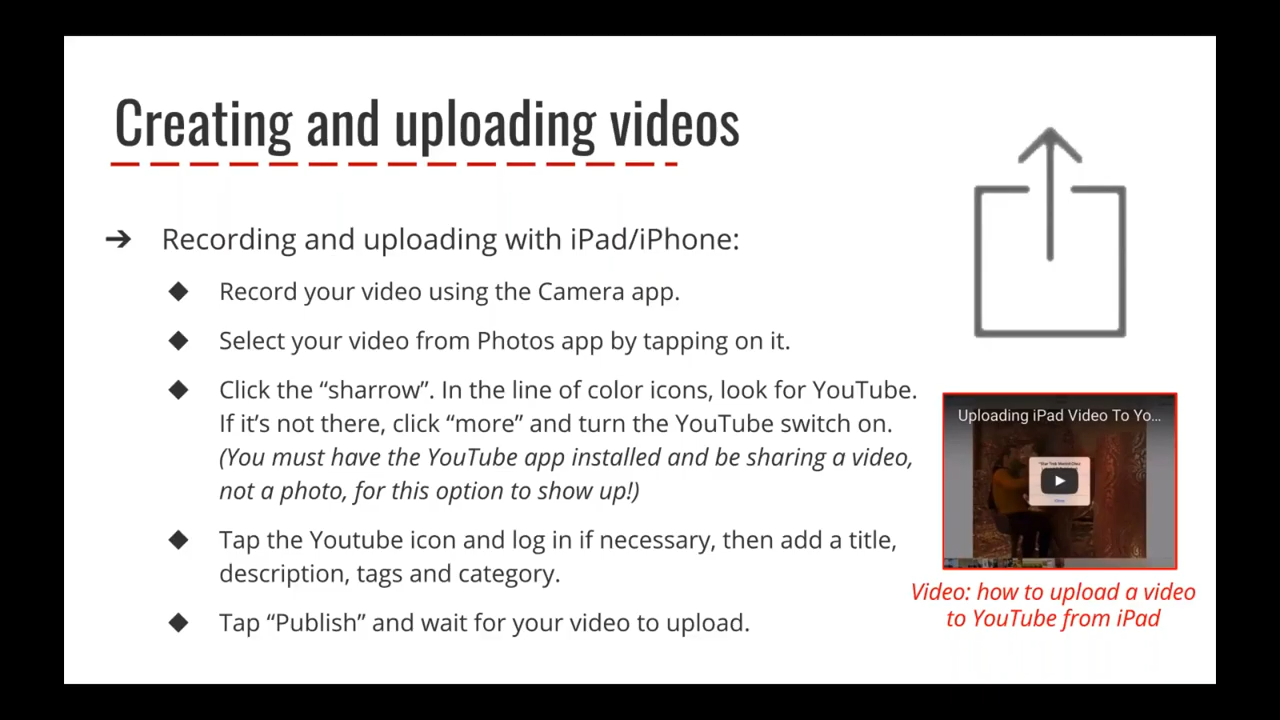 Creating and uploading videos
➔ Recording and uploading with iPad/iPhone:
◆ Record your video using the Camera app.
◆ Select your video from Photos app by tapping on it.
◆ Click the “sharrow”. In the line of color icons, look for YouTube.
If it’s not there, click “more” and turn the YouTube switch on.
(You must have the YouTube app installed and be sharing a video,
not a photo, for this option to show up!)
◆ Tap the Youtube icon and log in if necessary, then add a title,
description, tags and category.
◆ Tap “Publish” and wait for your video to upload.
Uploading iPad Video To Yo...
Video: how to upload a video
to YouTube from iPad